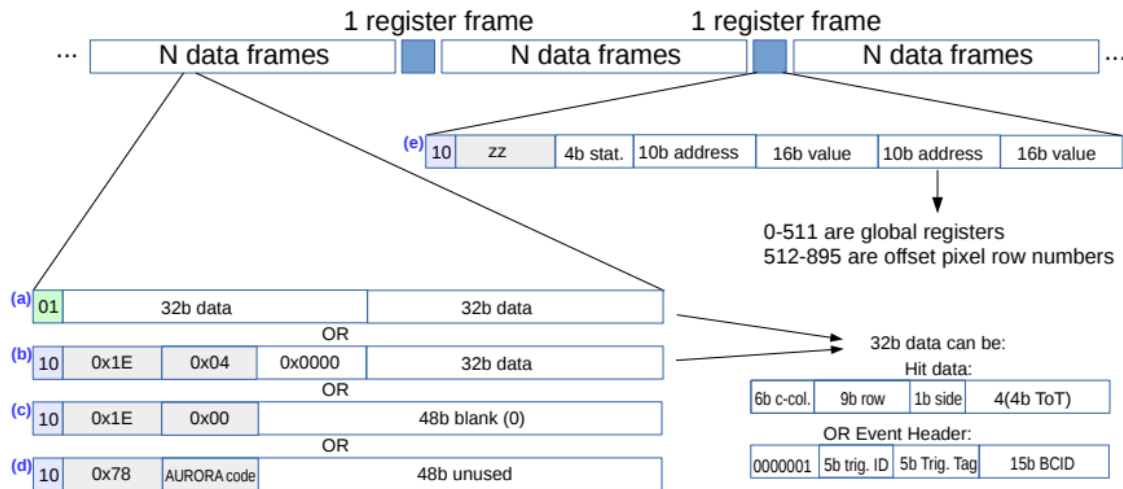 1 register frame 1 register frame
... N data frames N data frames N data frames ...
(e) 10 zz 4b stat. 10b address 16b value 10b address 16b value
0-511 are global registers
512-895 are offset pixel row numbers
(a) 01 32b data 32b data
OR
(b) 10 0x1E 0x04 0x0000 32b data
OR
(c) 10 0x1E 0x00 48b blank (0)
OR
(d) 10 0x78 AURORA code 48b unused
32b data can be:
Hit data:
6b c-col. 9b row 1b side 4(4b ToT)
OR Event Header:
0000001 5b trig. ID 5b Trig. Tag 15b BCID